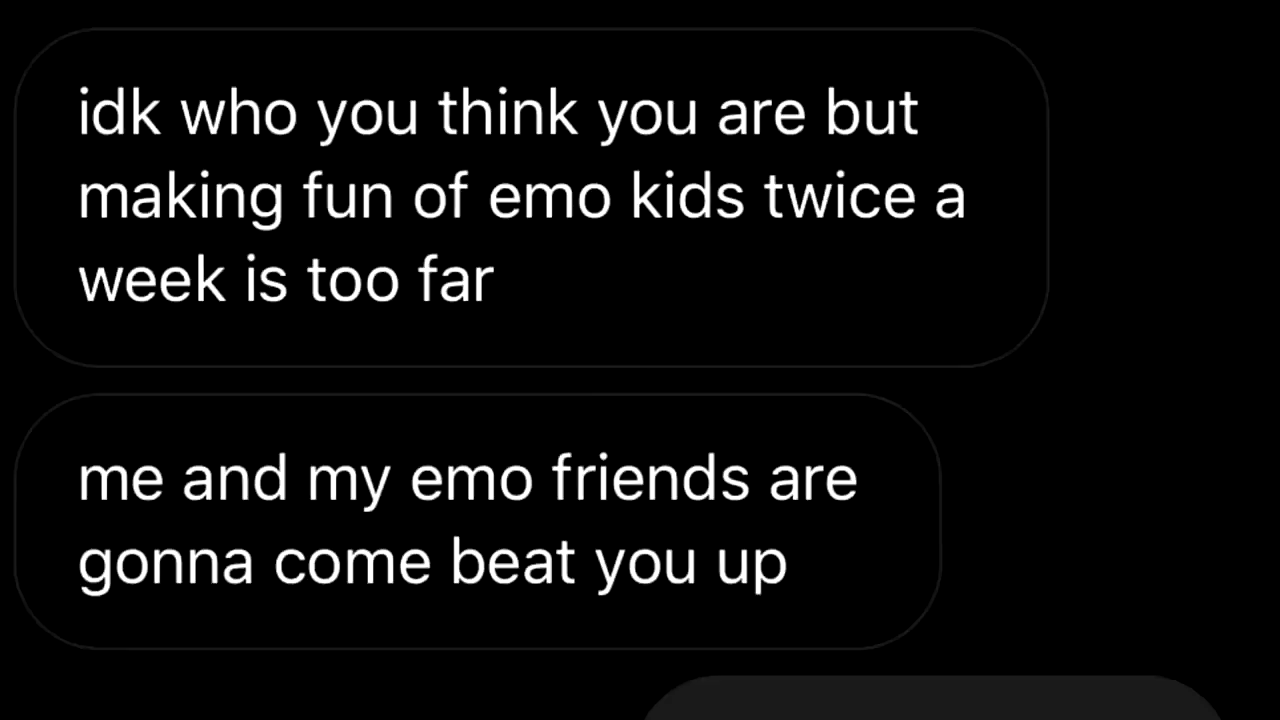 idk who you think you are but
making fun of emo kids twice a
week is too far
me and my emo friends are
gonna come beat you up